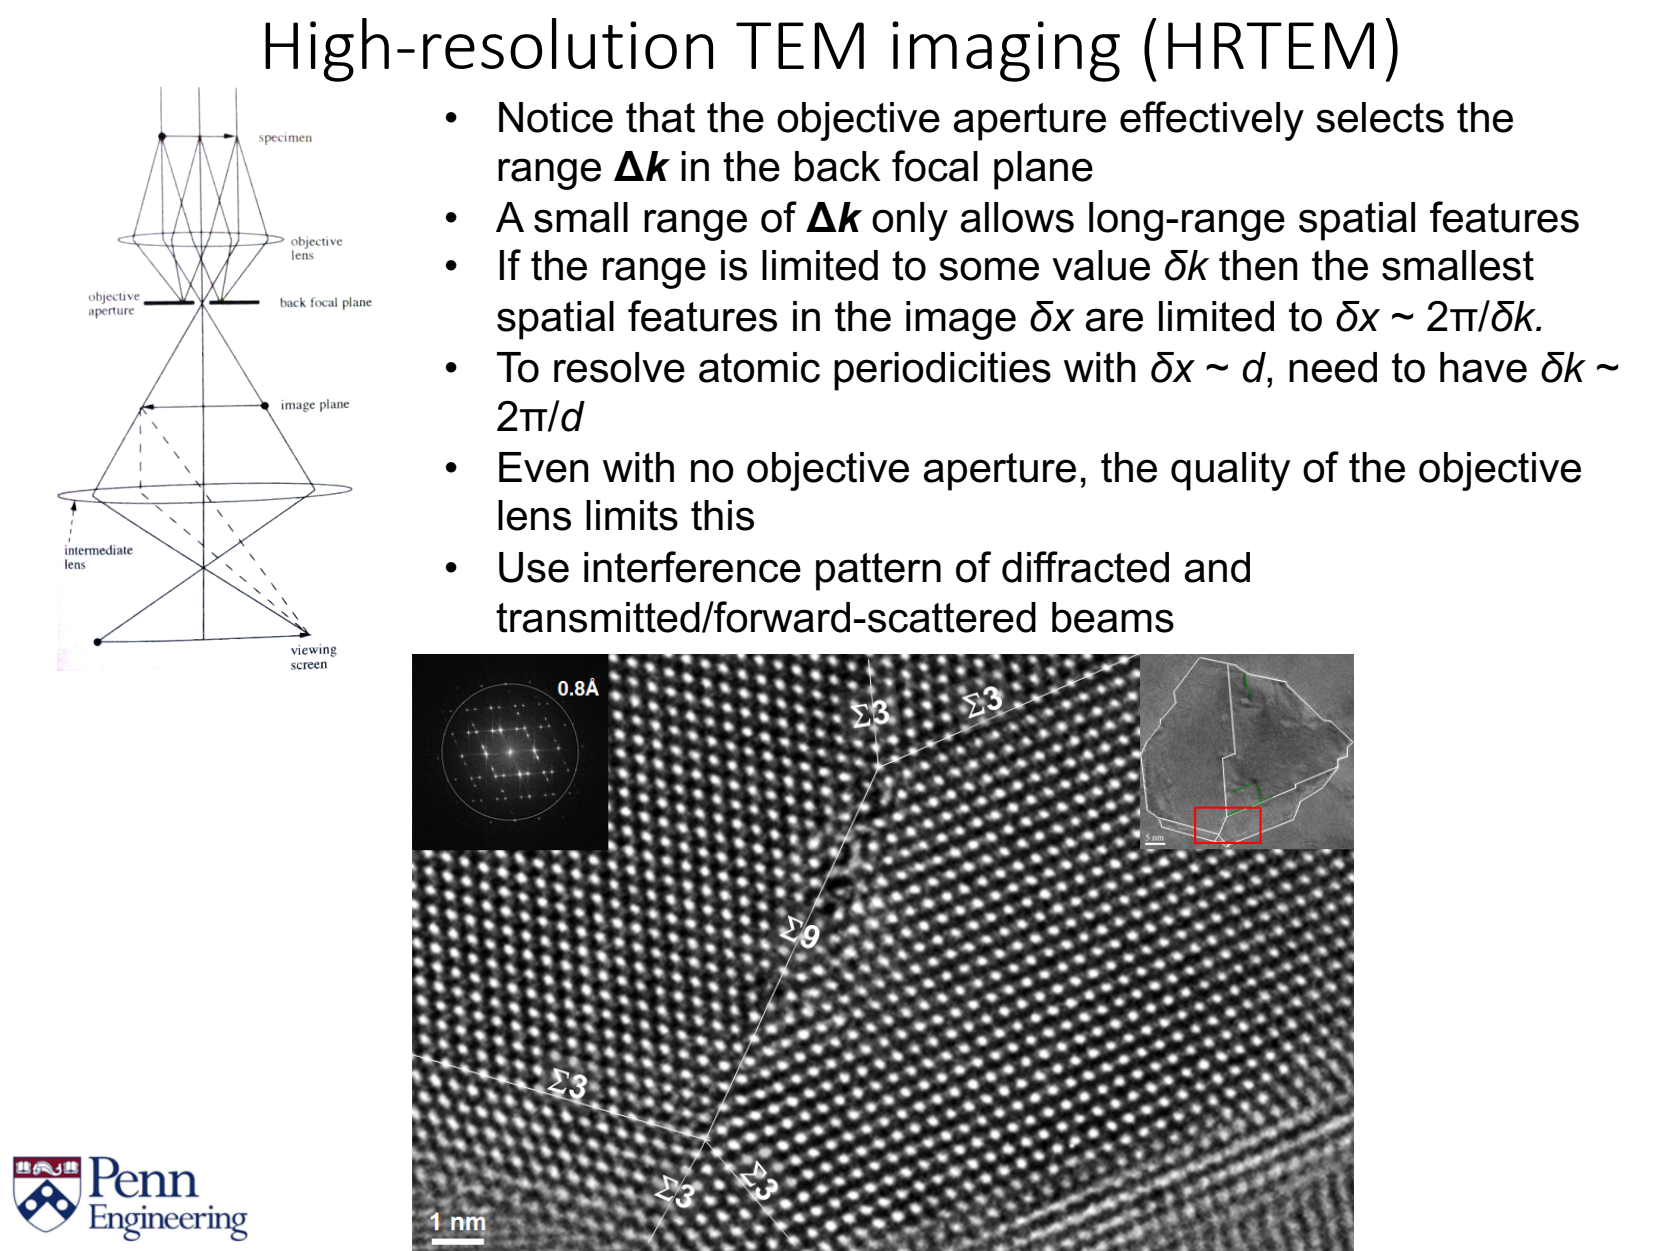 High-resolution TEM imaging (HRTEM)
specimen
objective
lens
objective
aperture
back focal plane
image plane
intermediate
lens
viewing
screen
• Notice that the objective aperture effectively selects the
range Δk in the back focal plane
• A small range of Δk only allows long-range spatial features
• If the range is limited to some value δk then the smallest
spatial features in the image δx are limited to δx ~ 2π/δk.
• To resolve atomic periodicities with δx ~ d, need to have δk ~
2π/d
• Even with no objective aperture, the quality of the objective
lens limits this
• Use interference pattern of diffracted and
transmitted/forward-scattered beams
0.8Å
Σ3
Σ3
Σ9
Σ3
Σ3
Σ3
1 nm
5 nm
Penn
Engineering